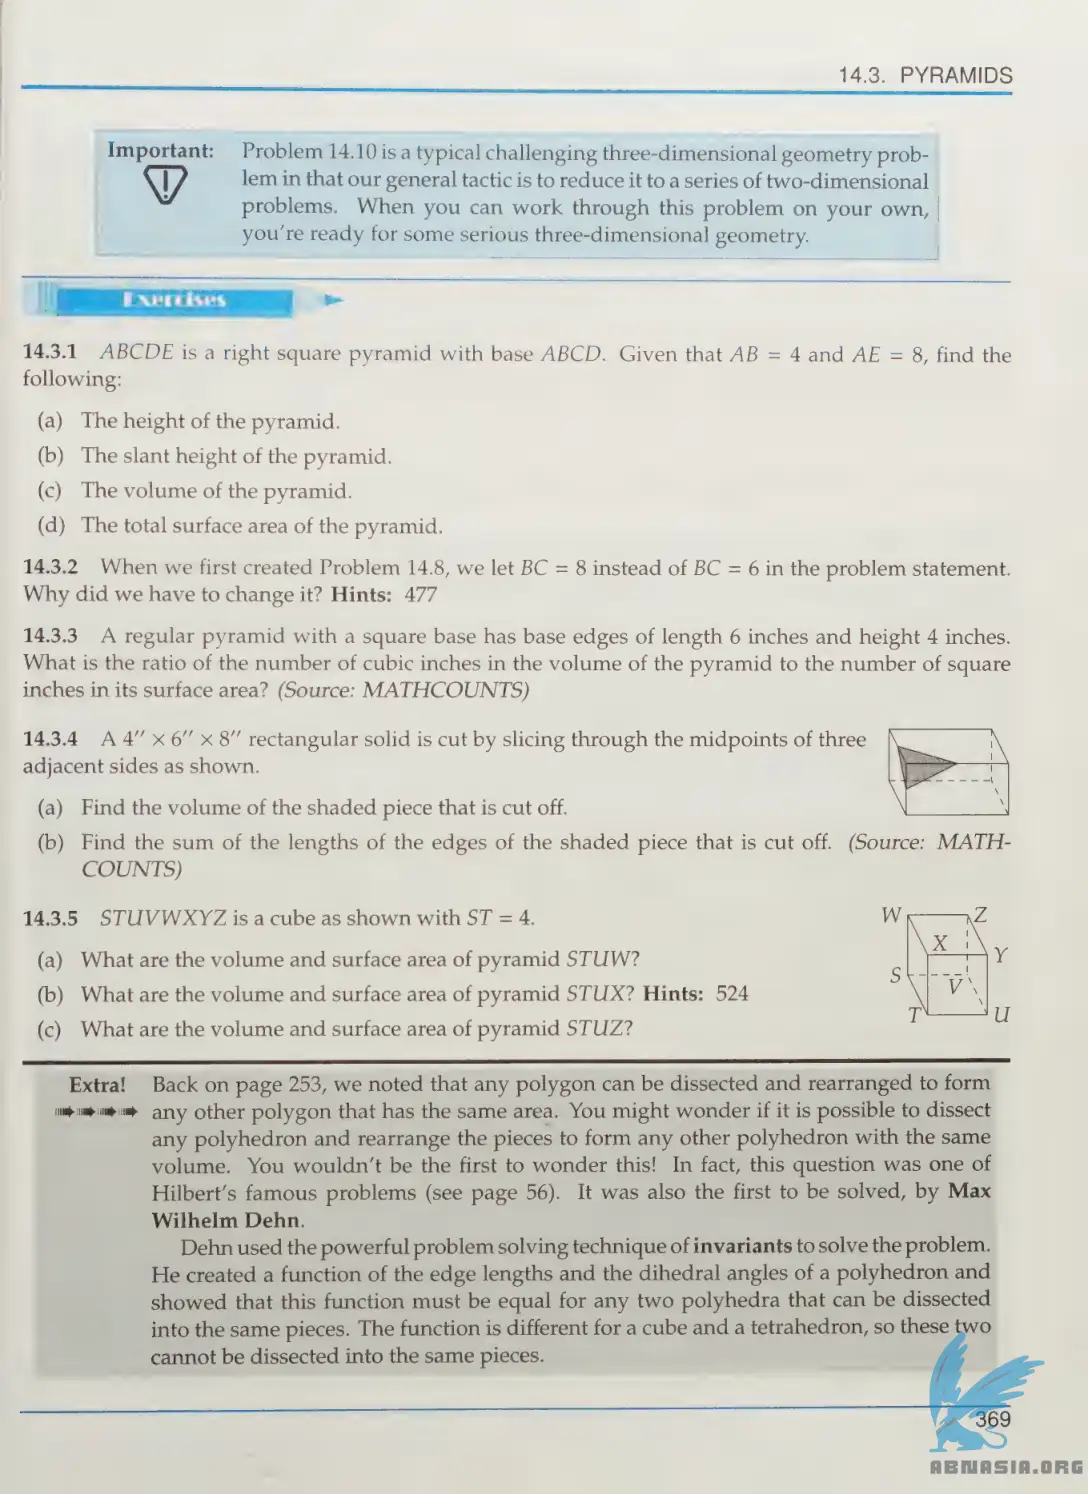 14.3. PYRAMIDS
Important: Problem 14.10 is a typical challenging three-dimensional geometry prob-
lem in that our general tactic is to reduce it to a series of two-dimensional
problems. When you can work through this problem on your own,
you're ready for some serious three-dimensional geometry.
Exercises
14.3.1 ABCDE is a right square pyramid with base ABCD. Given that AB = 4 and AE = 8, find the
following:
(a) The height of the pyramid.
(b) The slant height of the pyramid.
(c) The volume of the pyramid.
(d) The total surface area of the pyramid.
14.3.2 When we first created Problem 14.8, we let BC = 8 instead of BC = 6 in the problem statement.
Why did we have to change it? Hints: 477
14.3.3 A regular pyramid with a square base has base edges of length 6 inches and height 4 inches.
What is the ratio of the number of cubic inches in the volume of the pyramid to the number of square
inches in its surface area? (Source: MATHCOUNTS)
14.3.4 A 4″ × 6″ × 8″ rectangular solid is cut by slicing through the midpoints of three
adjacent sides as shown.
(a) Find the volume of the shaded piece that is cut off.
(b) Find the sum of the lengths of the edges of the shaded piece that is cut off. (Source: MATH-
COUNTS)
14.3.5 STUVWXYZ is a cube as shown with ST = 4.
(a) What are the volume and surface area of pyramid STUW?
(b) What are the volume and surface area of pyramid STUX? Hints: 524
(c) What are the volume and surface area of pyramid STUZ?
W Z
X Y
S V
T U
Extra! Back on page 253, we noted that any polygon can be dissected and rearranged to form
any other polygon that has the same area. You might wonder if it is possible to dissect
any polyhedron and rearrange the pieces to form any other polyhedron with the same
volume. You wouldn't be the first to wonder this! In fact, this question was one of
Hilbert's famous problems (see page 56). It was also the first to be solved, by Max
Wilhelm Dehn.
Dehn used the powerful problem solving technique of invariants to solve the problem.
He created a function of the edge lengths and the dihedral angles of a polyhedron and
showed that this function must be equal for any two polyhedra that can be dissected
into the same pieces. The function is different for a cube and a tetrahedron, so these two
cannot be dissected into the same pieces.
369
ABNASIA.ORG